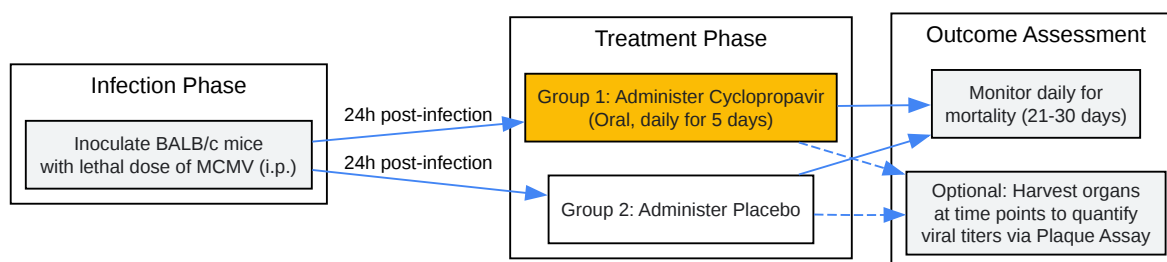 Infection Phase
Inoculate BALB/c mice
with lethal dose of MCMV (i.p.)
24h post-infection
24h post-infection
Treatment Phase
Group 1: Administer Cyclopropavir
(Oral, daily for 5 days)
Group 2: Administer Placebo
Outcome Assessment
Monitor daily for
mortality (21-30 days)
Optional: Harvest organs
at time points to quantify
viral titers via Plaque Assay